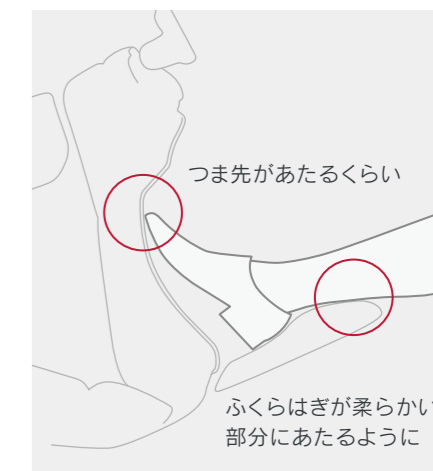 つま先があたるくらい
ふくらはぎが柔らかい
部分にあたるように